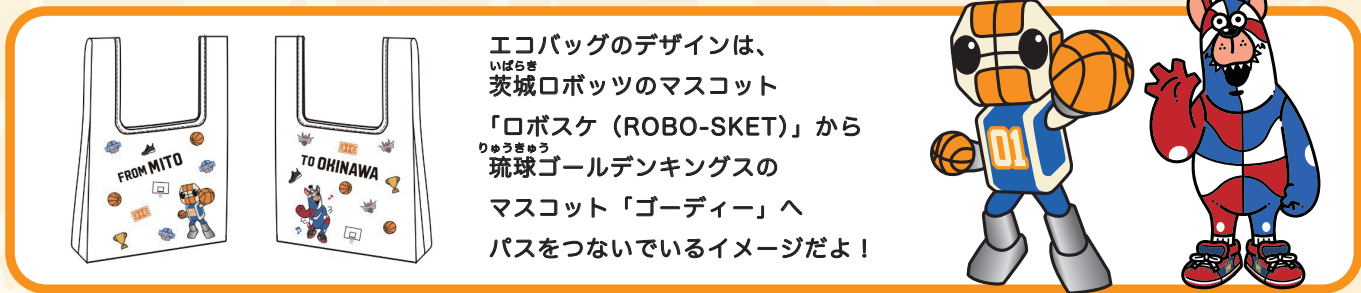 FROM MITO
TO OKINAWA
エコバッグのデザインは、
いばらき
茨城ロボッツのマスコット
「ロボスケ（ROBO-SKET）」から
りゅうきゅう
琉球ゴールデンキングスの
マスコット「ゴーディー」へ
パスをつないでいるイメージだよ！
01